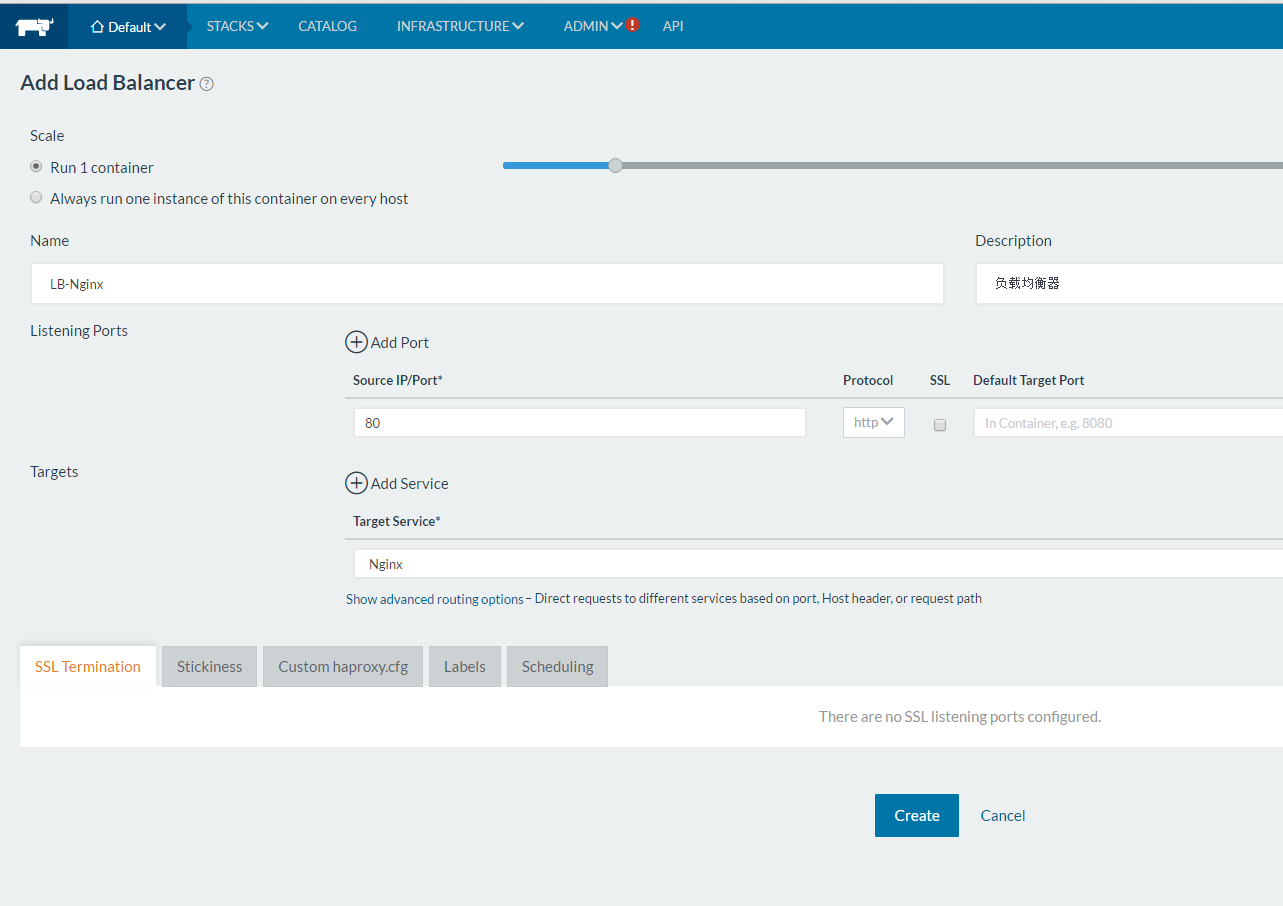 Default STACKS CATALOG INFRASTRUCTURE ADMIN ! API
Add Load Balancer ?
Scale
Run 1 container
Always run one instance of this container on every host
Name Description
LB-Nginx 负载均衡器
Listening Ports
Add Port
Source IP/Port* Protocol SSL Default Target Port
80 http In Container, e.g. 8080
Targets
Add Service
Target Service*
Nginx
Show advanced routing options – Direct requests to different services based on port, Host header, or request path
SSL Termination Stickiness Custom haproxy.cfg Labels Scheduling
There are no SSL listening ports configured.
Create Cancel